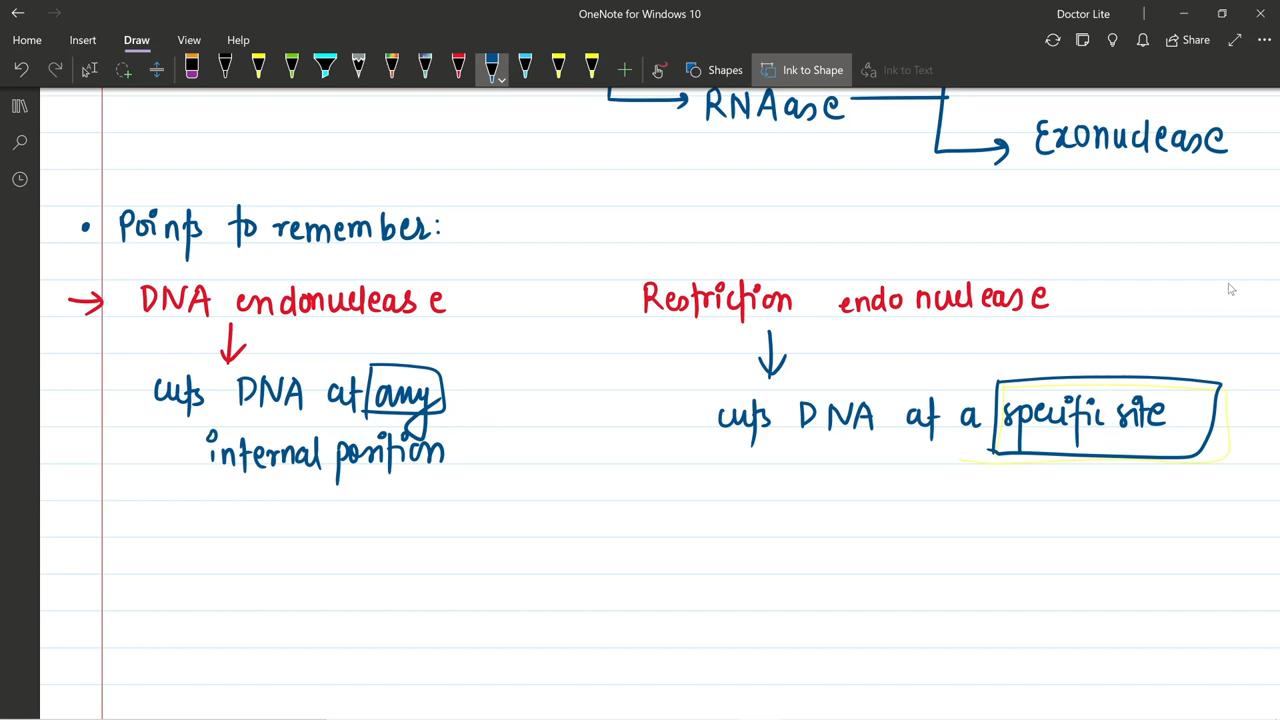 OneNote for Windows 10
Doctor Lite
Home Insert Draw View Help
Share
Shapes Ink to Shape Ink to Text
RNAase
Exonuclease
• Points to remember:
→ DNA endonuclease
Restriction endonuclease
cuts DNA at any
internal position
cuts DNA at a specific site